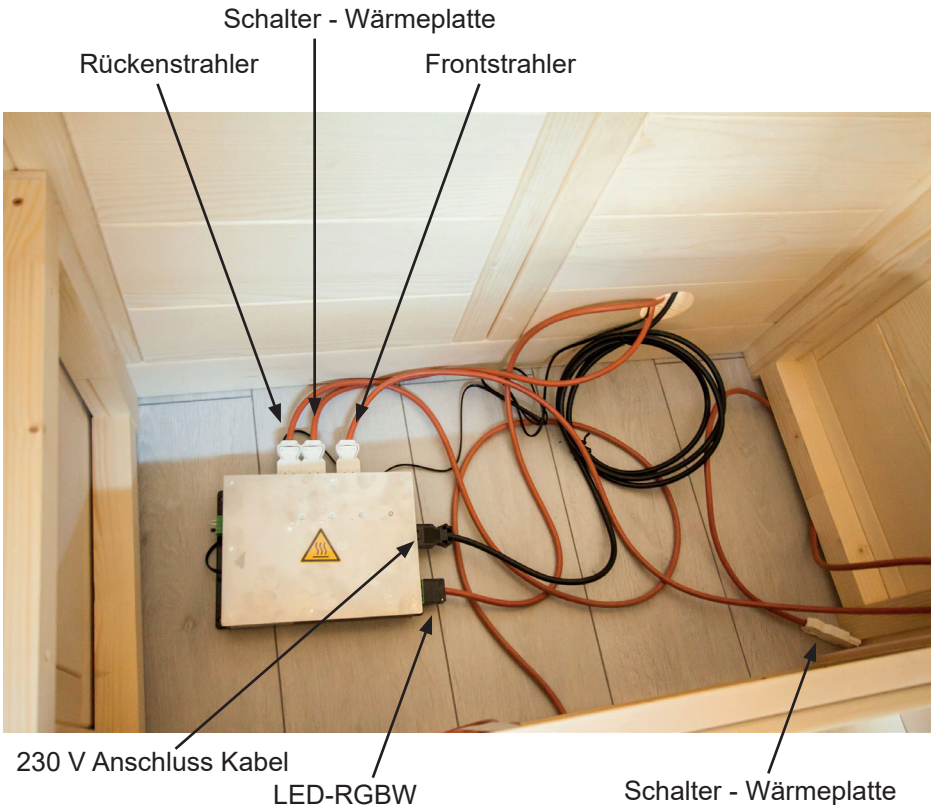 Schalter - Wärmeplatte
Rückenstrahler
Frontstrahler
230 V Anschluss Kabel
LED-RGBW
Schalter - Wärmeplatte